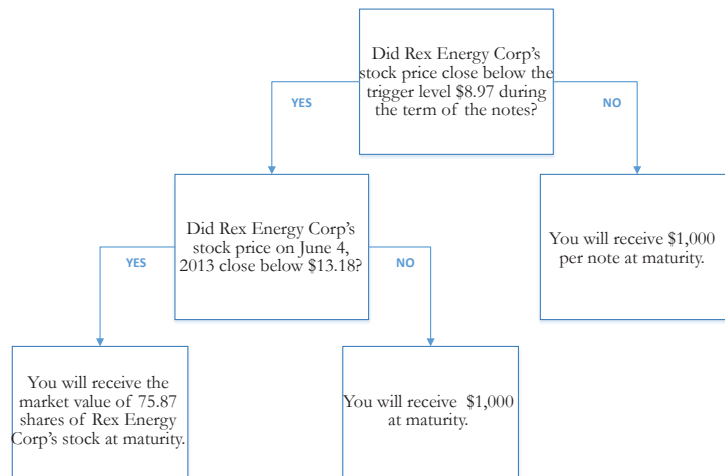 Did Rex Energy Corp's
stock price close below the
trigger level $8.97 during
the term of the notes?
YES
NO
Did Rex Energy Corp's
stock price on June 4,
2013 close below $13.18?
You will receive $1,000
per note at maturity.
YES
NO
You will receive the
market value of 75.87
shares of Rex Energy
Corp's stock at maturity.
You will receive $1,000
at maturity.